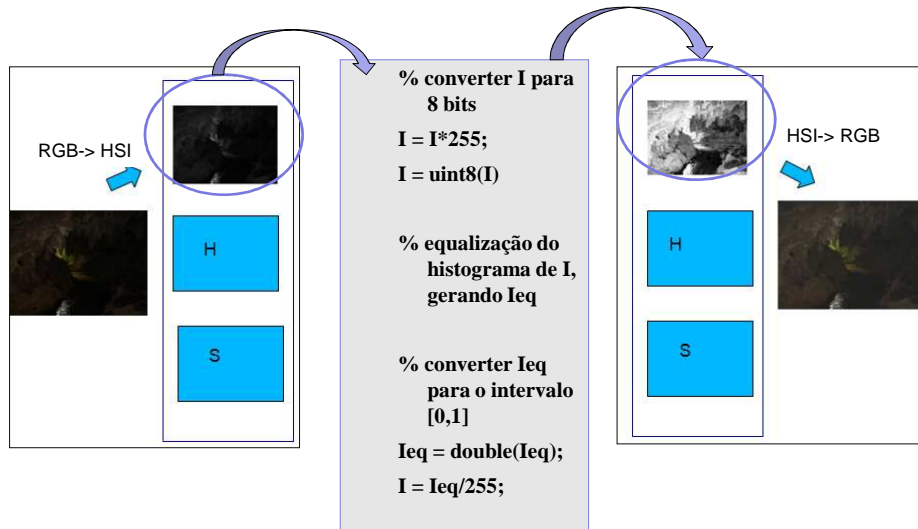 RGB-> HSI
H
S
% converter I para
8 bits
I = I*255;
I = uint8(I)
% equalização do
histograma de I,
gerando Ieq
% converter Ieq
para o intervalo
[0,1]
Ieq = double(Ieq);
I = Ieq/255;
HSI-> RGB
H
S